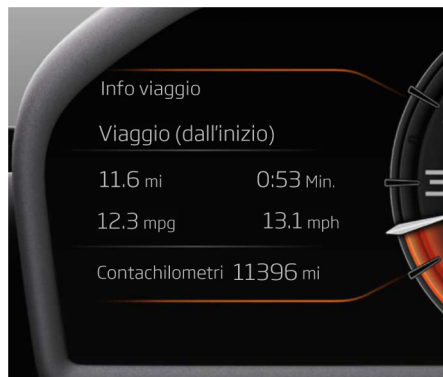 Info viaggio
Viaggio (dall'inizio)
11.6 mi 0:53 Min.
12.3 mpg 13.1 mph
Contachilometri 11396 mi